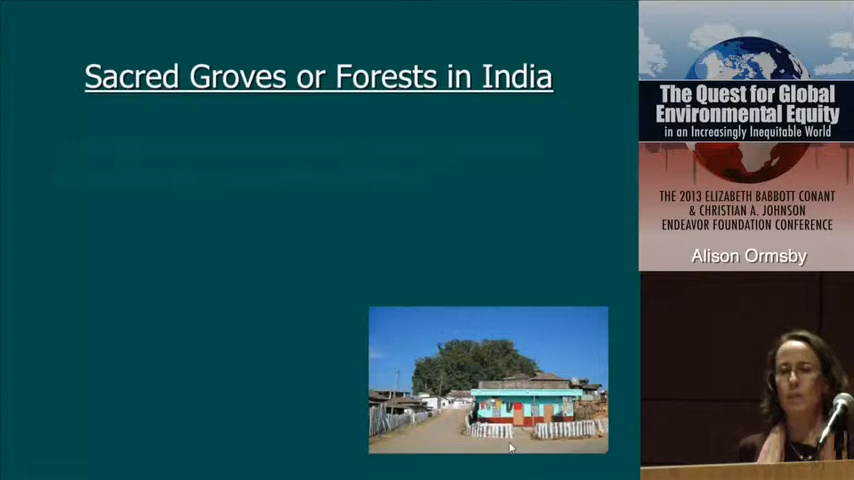 Sacred Groves or Forests in India
The Quest for Global
Environmental Equity
in an Increasingly Inequitable World
THE 2013 ELIZABETH BABBOTT CONANT
& CHRISTIAN A. JOHNSON
ENDEAVOR FOUNDATION CONFERENCE
Alison Ormsby